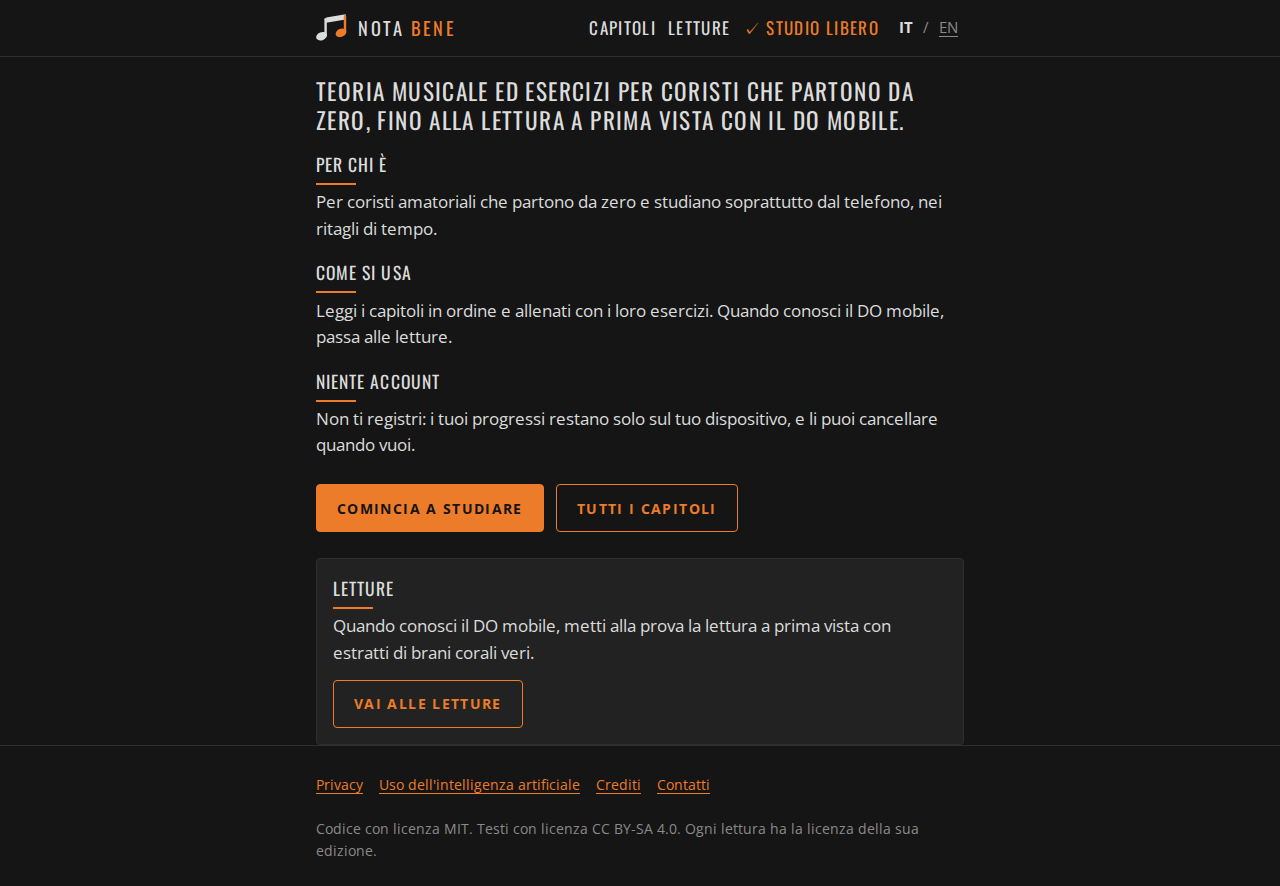 NOTA BENE
CAPITOLI LETTURE ✓ STUDIO LIBERO IT / EN
TEORIA MUSICALE ED ESERCIZI PER CORISTI CHE PARTONO DA
ZERO, FINO ALLA LETTURA A PRIMA VISTA CON IL DO MOBILE.
PER CHI È
Per coristi amatoriali che partono da zero e studiano soprattutto dal telefono, nei
ritagli di tempo.
COME SI USA
Leggi i capitoli in ordine e allenati con i loro esercizi. Quando conosci il DO mobile,
passa alle letture.
NIENTE ACCOUNT
Non ti registri: i tuoi progressi restano solo sul tuo dispositivo, e li puoi cancellare
quando vuoi.
COMINCIA A STUDIARE
TUTTI I CAPITOLI
LETTURE
Quando conosci il DO mobile, metti alla prova la lettura a prima vista con
estratti di brani corali veri.
VAI ALLE LETTURE
Privacy Uso dell'intelligenza artificiale Crediti Contatti
Codice con licenza MIT. Testi con licenza CC BY-SA 4.0. Ogni lettura ha la licenza della sua
edizione.